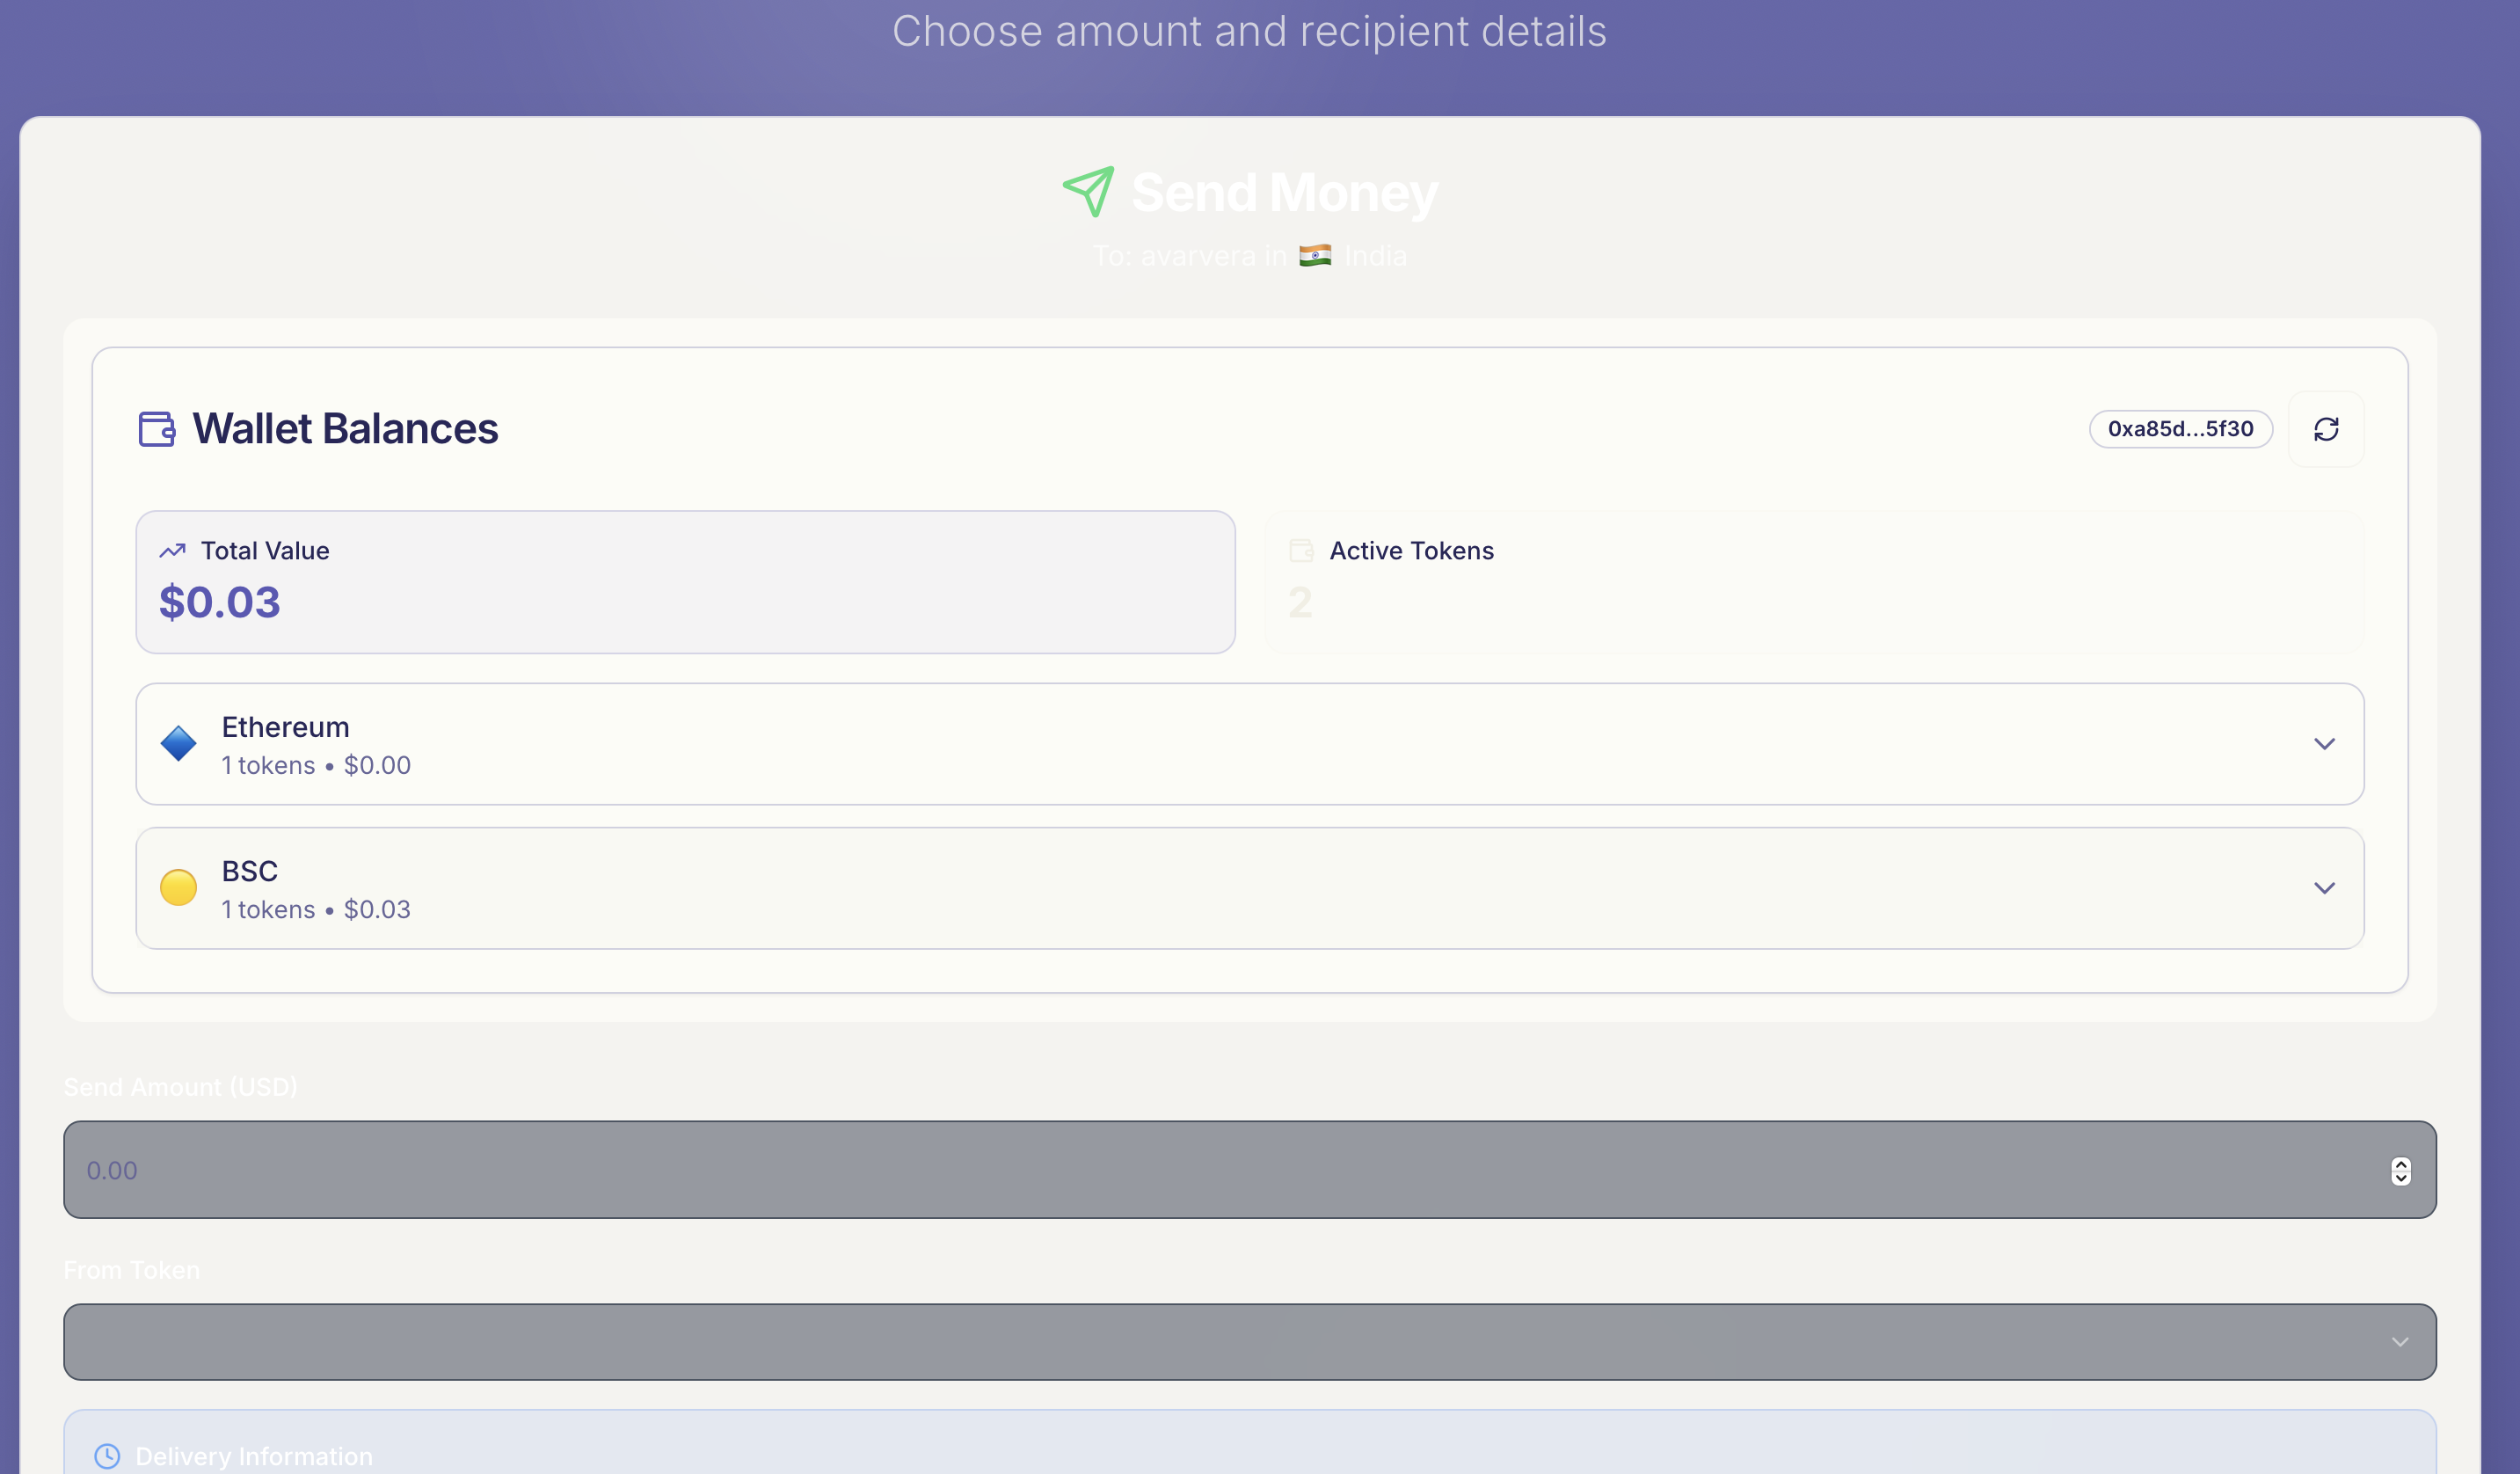 Choose amount and recipient details
Send Money
To: avarvera in 🇮🇳 India
Wallet Balances
0xa85d...5f30
Total Value
$0.03
Active Tokens
2
Ethereum
1 tokens • $0.00
BSC
1 tokens • $0.03
Send Amount (USD)
0.00
From Token
Delivery Information